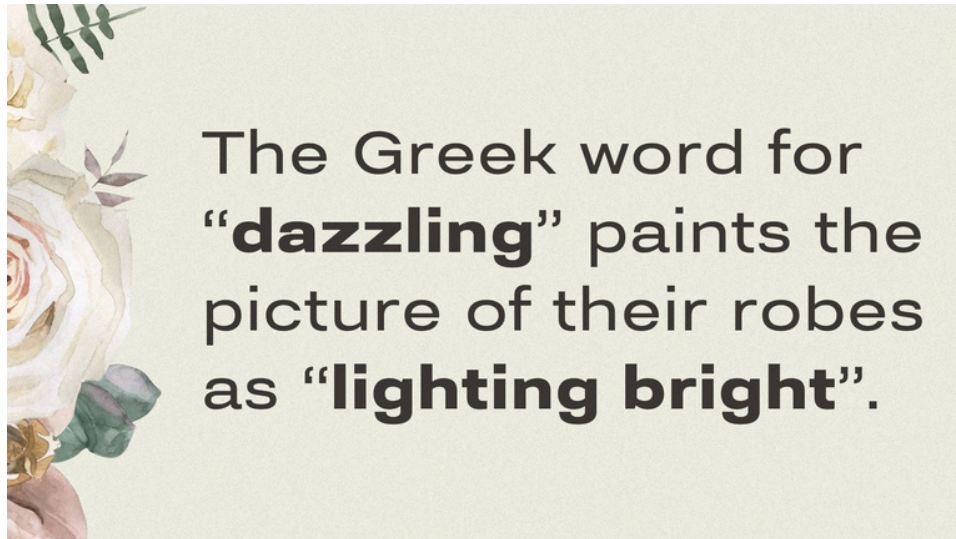 The Greek word for
“dazzling” paints the
picture of their robes
as “lighting bright”.